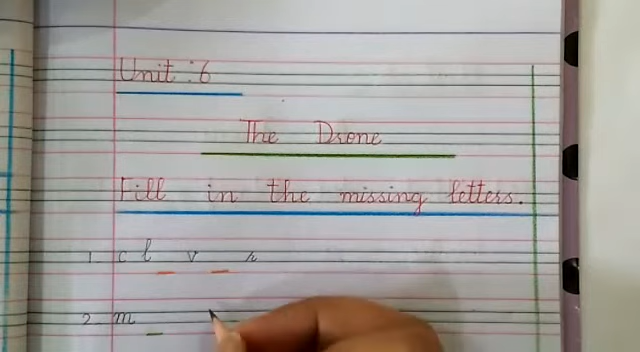 Unit : 6
The Drone
Fill in the missing letters.
1. c l _ v _ r
2. m _